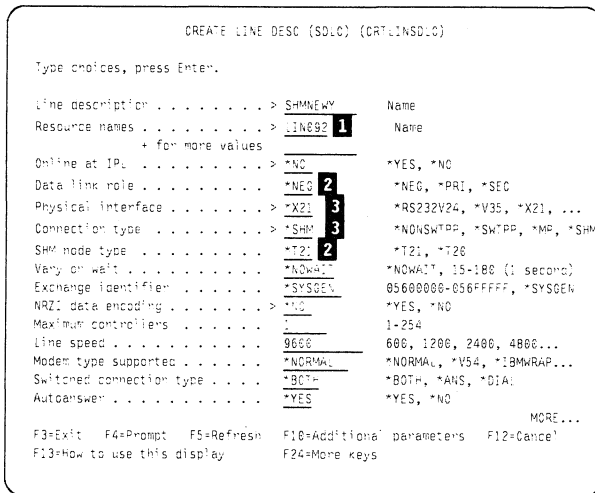 CREATE LINE DESC (SDLC) (CRTLINSDLC)
Type choices, press Enter.
Line description . . . . . . . . . > SHMNEWY Name
Resource names . . . . . . . . . > LIN092 1 Name
+ for more values
Online at IPL . . . . . . . . . . > *NO *YES, *NO
Data link role . . . . . . . . . *NEG 2 *NEG, *PRI, *SEC
Physical interface . . . . . . . > *X21 3 *RS232V24, *V35, *X21, ...
Connection type . . . . . . . . > *SHM 3 *NONSWTPP, *SWTPP, *MP, *SHM
SHM node type . . . . . . . . . *T21 2 *T21, *T20
Vary on wait . . . . . . . . . . *NOWAIT *NOWAIT, 15-180 (1 second)
Exchange identifier . . . . . . *SYSGEN 05600000-056FFFFF, *SYSGEN
NRZI data encoding . . . . . . . > *NO *YES, *NO
Maximum controllers . . . . . . 1 1-254
Line speed . . . . . . . . . . . 9600 600, 1200, 2400, 4800...
Modem type supported . . . . . . *NORMAL *NORMAL, *V54, *IBMWRAP...
Switched connection type . . . . *BOTH *BOTH, *ANS, *DIAL
Autoanswer . . . . . . . . . . . *YES *YES, *NO
MORE...
F3=Exit F4=Prompt F5=Refresh F10=Additional parameters F12=Cancel
F13=How to use this display F24=More keys